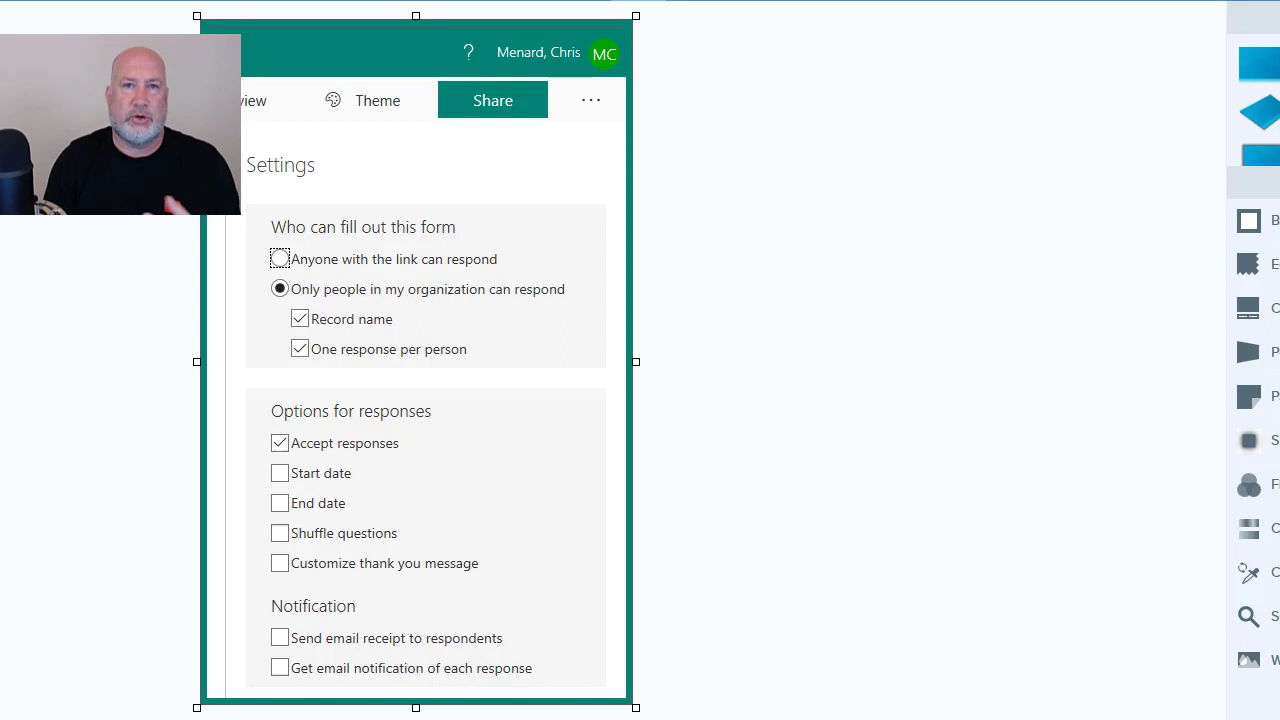 ? Menard, Chris MC
view Theme Share ...
Settings
Who can fill out this form
Anyone with the link can respond
Only people in my organization can respond
Record name
One response per person
Options for responses
Accept responses
Start date
End date
Shuffle questions
Customize thank you message
Notification
Send email receipt to respondents
Get email notification of each response
B
E
C
P
P
S
F
C
C
S
W